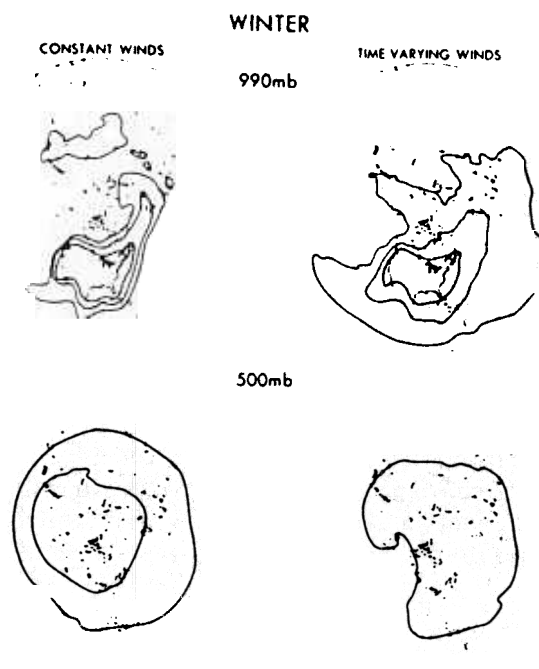 WINTER
CONSTANT WINDS
TIME VARYING WINDS
990mb
500mb